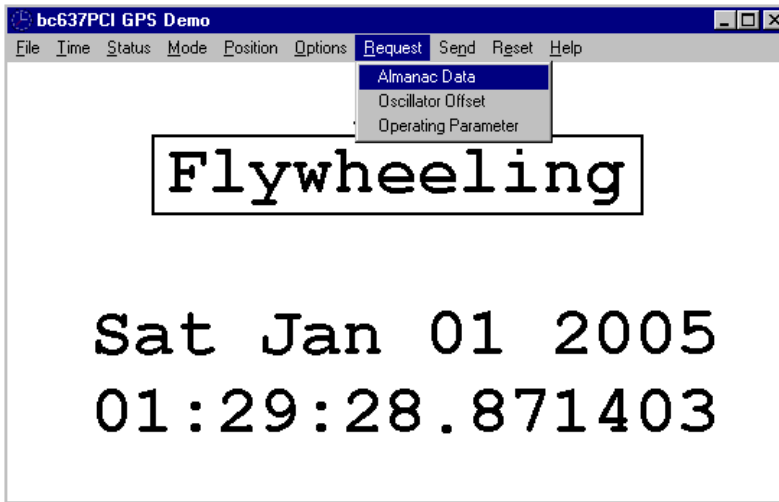 bc637PCI GPS Demo
File Time Status Mode Position Options Request Send Reset Help
Almanac Data
Oscillator Offset
Operating Parameter
Flywheeling
Sat Jan 01 2005
01:29:28.871403